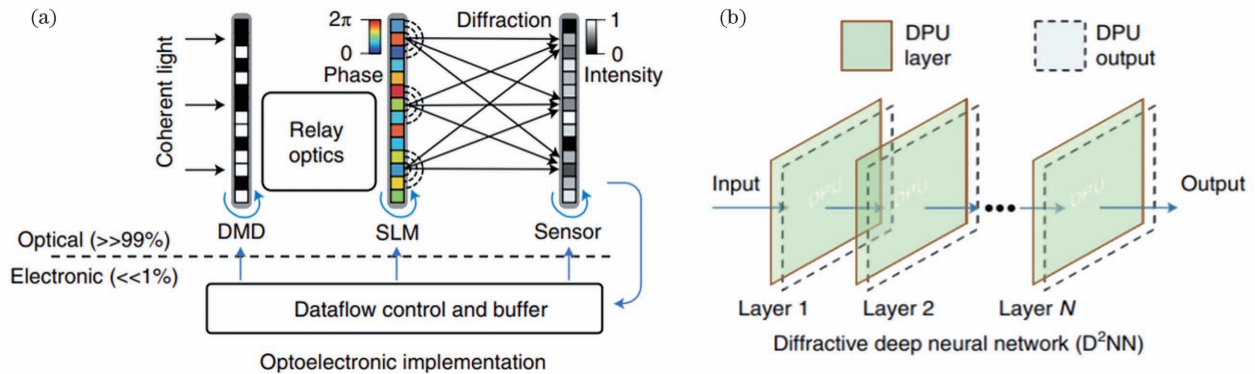 (a)
Coherent light
DMD
Relay
optics
2π
0
Phase
SLM
Diffraction
1
0
Intensity
Sensor
Optical (>>99%)
Electronic (<<1%)
Dataflow control and buffer
Optoelectronic implementation
(b)
DPU
layer
DPU
output
Input
DPU
DPU
DPU
Output
Layer 1
Layer 2
Layer N
Diffractive deep neural network (D²NN)